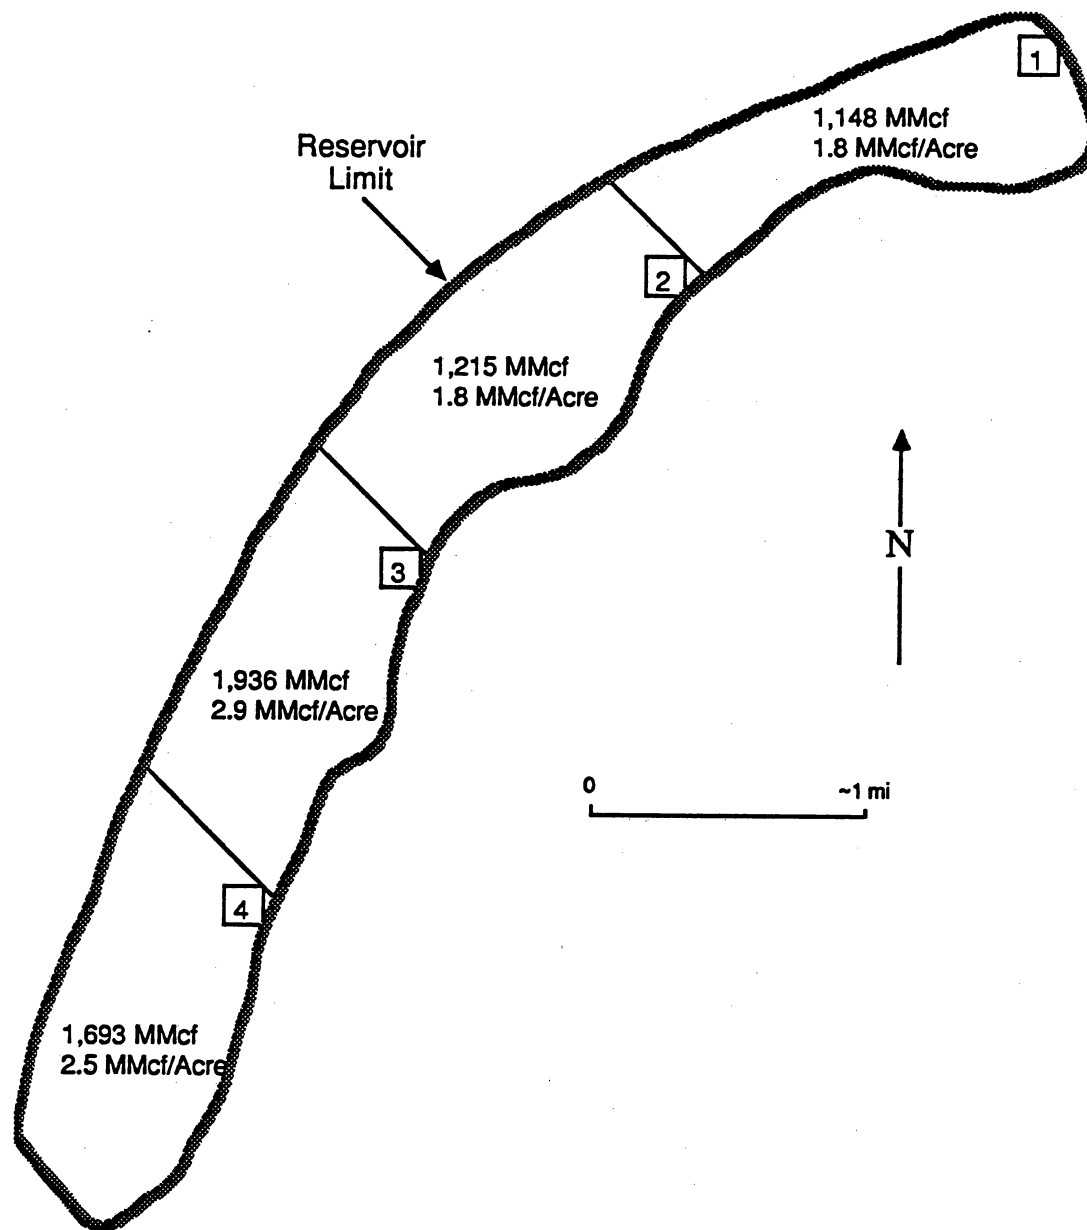 1
1,148 MMcf
1.8 MMcf/Acre
Reservoir
Limit
2
1,215 MMcf
1.8 MMcf/Acre
3
N
1,936 MMcf
2.9 MMcf/Acre
0 ~1 mi
4
1,693 MMcf
2.5 MMcf/Acre